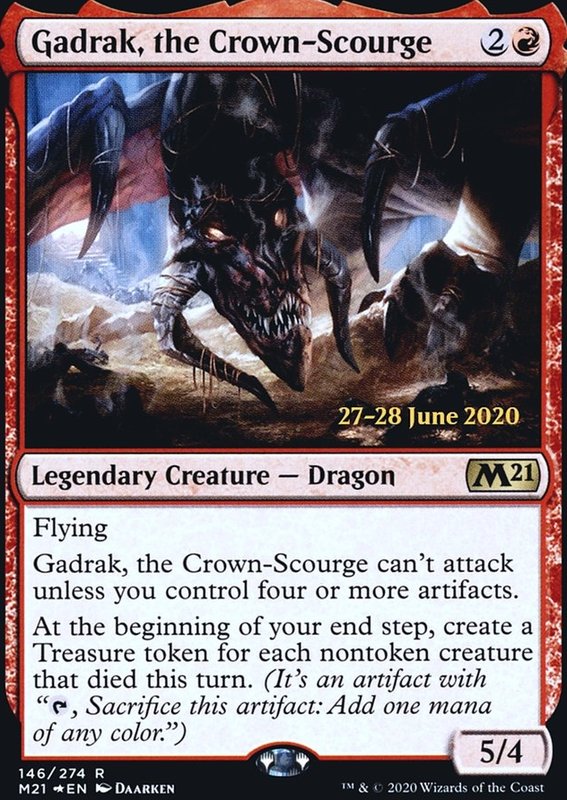 Gadrak, the Crown-Scourge 2
27-28 June 2020
Legendary Creature — Dragon M21
Flying
Gadrak, the Crown-Scourge can't attack
unless you control four or more artifacts.
At the beginning of your end step, create a
Treasure token for each nontoken creature
that died this turn. (It's an artifact with
“, Sacrifice this artifact: Add one mana
of any color.”)
5/4
146/274 R
M21 ★ EN Daarken
™ & © 2020 Wizards of the Coast